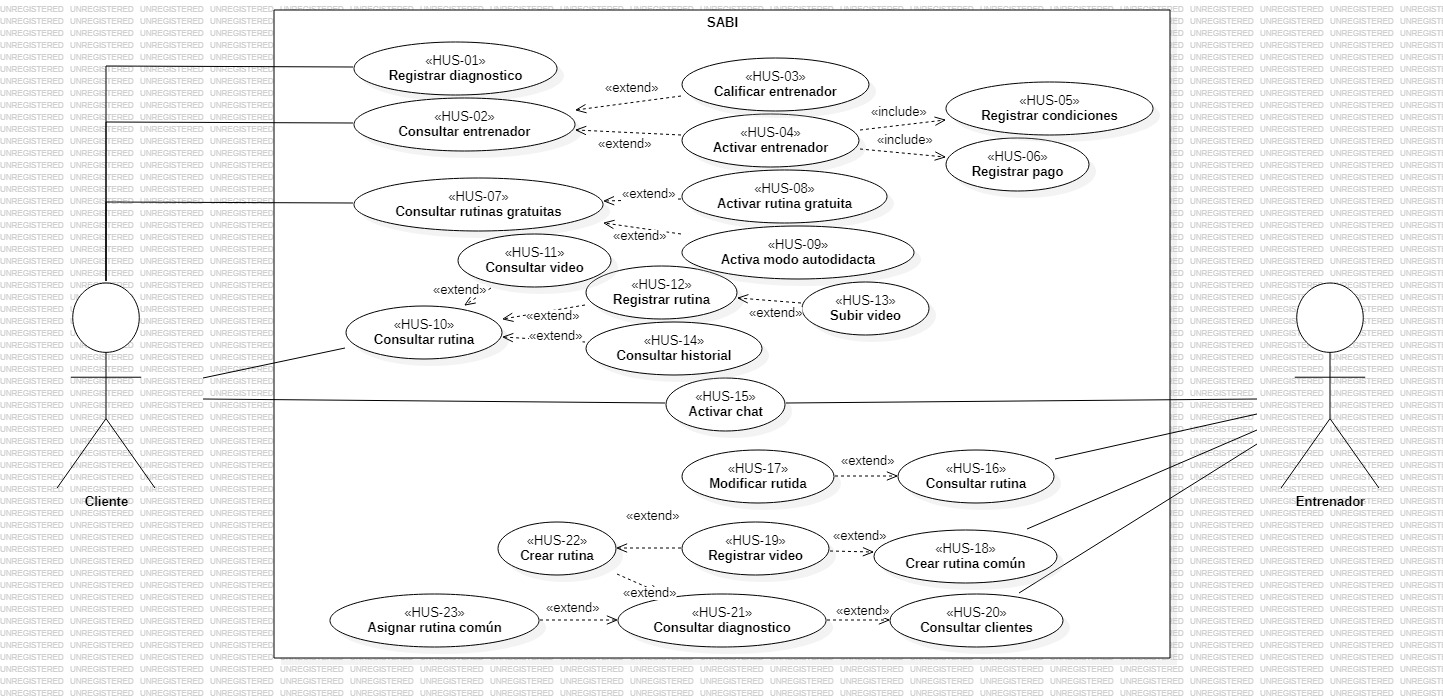 SABI
«HUS-01»
Registrar diagnostico
«HUS-02»
Consultar entrenador
«extend»
«HUS-03»
Calificar entrenador
«extend»
«HUS-04»
Activar entrenador
«include»
«HUS-05»
Registrar condiciones
«include»
«HUS-06»
Registrar pago
«HUS-07»
Consultar rutinas gratuitas
«extend»
«HUS-08»
Activar rutina gratuita
«extend»
«HUS-09»
Activa modo autodidacta
«HUS-11»
Consultar video
«extend»
«HUS-10»
Consultar rutina
«extend»
«HUS-12»
Registrar rutina
«extend»
«HUS-13»
Subir video
«extend»
«HUS-14»
Consultar historial
«HUS-15»
Activar chat
«HUS-17»
Modificar rutida
«extend»
«HUS-16»
Consultar rutina
Cliente
Entrenador
«HUS-22»
Crear rutina
«extend»
«HUS-19»
Registrar video
«extend»
«HUS-18»
Crear rutina común
«extend»
«HUS-23»
Asignar rutina común
«extend»
«HUS-21»
Consultar diagnostico
«extend»
«HUS-20»
Consultar clientes
UNREGISTERED